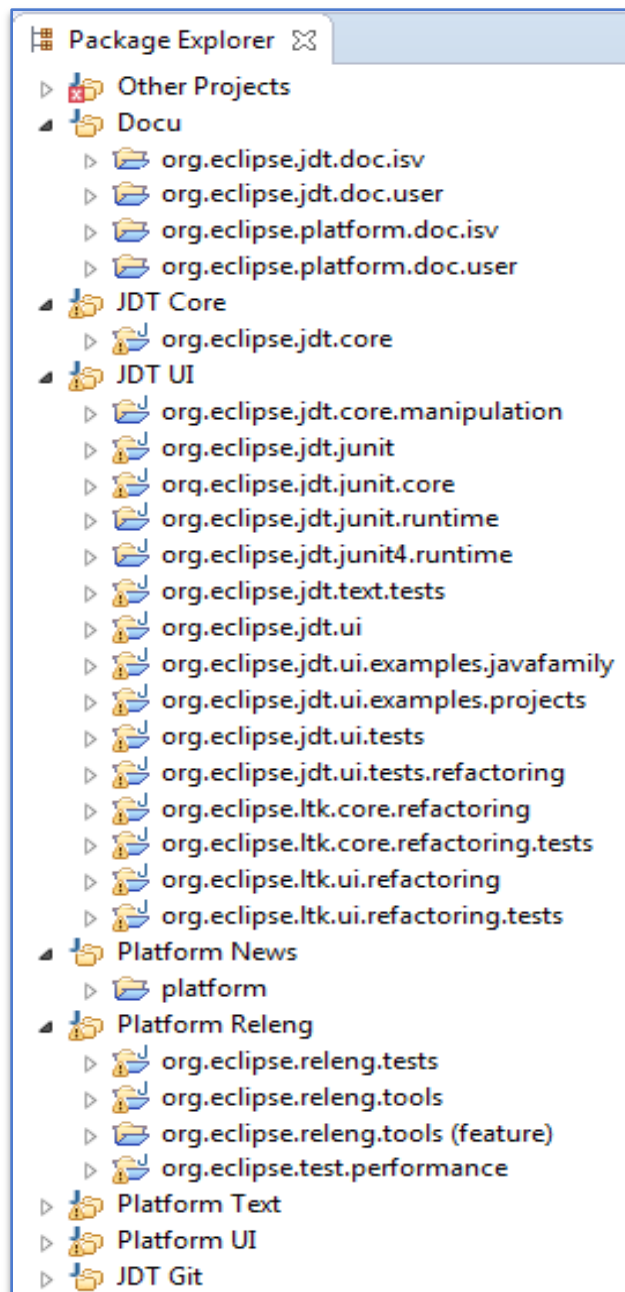 Package Explorer
Other Projects
Docu
org.eclipse.jdt.doc.isv
org.eclipse.jdt.doc.user
org.eclipse.platform.doc.isv
org.eclipse.platform.doc.user
JDT Core
org.eclipse.jdt.core
JDT UI
org.eclipse.jdt.core.manipulation
org.eclipse.jdt.junit
org.eclipse.jdt.junit.core
org.eclipse.jdt.junit.runtime
org.eclipse.jdt.junit4.runtime
org.eclipse.jdt.text.tests
org.eclipse.jdt.ui
org.eclipse.jdt.ui.examples.javafamily
org.eclipse.jdt.ui.examples.projects
org.eclipse.jdt.ui.tests
org.eclipse.jdt.ui.tests.refactoring
org.eclipse.ltk.core.refactoring
org.eclipse.ltk.core.refactoring.tests
org.eclipse.ltk.ui.refactoring
org.eclipse.ltk.ui.refactoring.tests
Platform News
platform
Platform Releng
org.eclipse.releng.tests
org.eclipse.releng.tools
org.eclipse.releng.tools (feature)
org.eclipse.test.performance
Platform Text
Platform UI
JDT Git